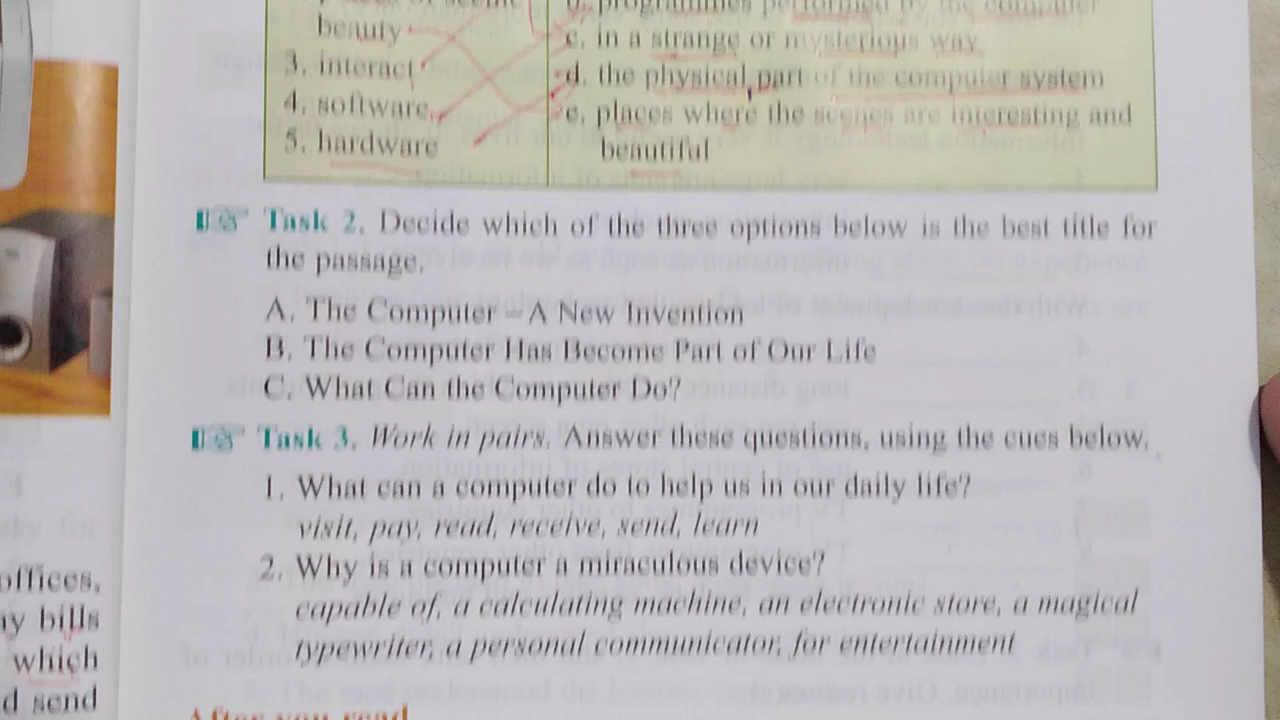 b. programmes performed by the computer
beauty
c. in a strange or mysterious way
3. interact
d. the physical part of the computer system
4. software
e. places where the scenes are interesting and
5. hardware
beautiful
Task 2. Decide which of the three options below is the best title for
the passage.
A. The Computer – A New Invention
B. The Computer Has Become Part of Our Life
C. What Can the Computer Do?
Task 3. Work in pairs. Answer these questions, using the cues below.
1. What can a computer do to help us in our daily life?
visit, pay, read, receive, send, learn
2. Why is a computer a miraculous device?
capable of, a calculating machine, an electronic store, a magical
typewriter, a personal communicator, for entertainment
After you read
offices,
bills
which
send